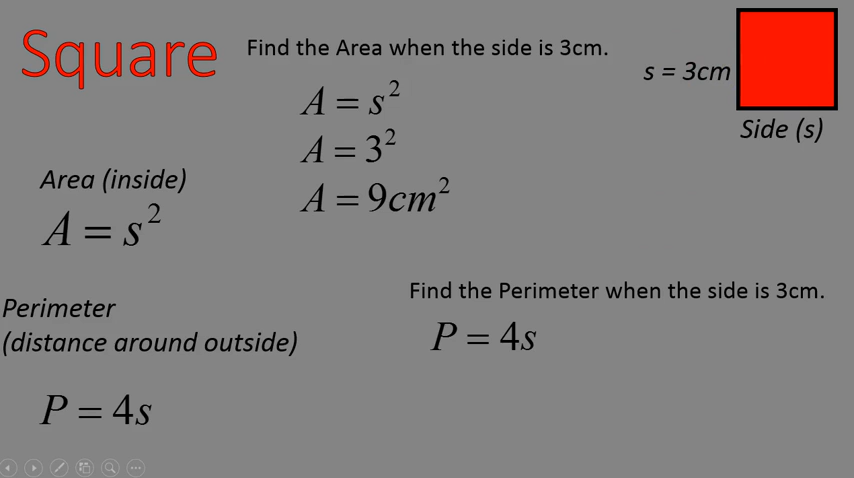 Square
Find the Area when the side is 3cm.
A = s²
A = 3²
A = 9cm²
s = 3cm
Side (s)
Area (inside)
A = s²
Perimeter
(distance around outside)
P = 4s
Find the Perimeter when the side is 3cm.
P = 4s